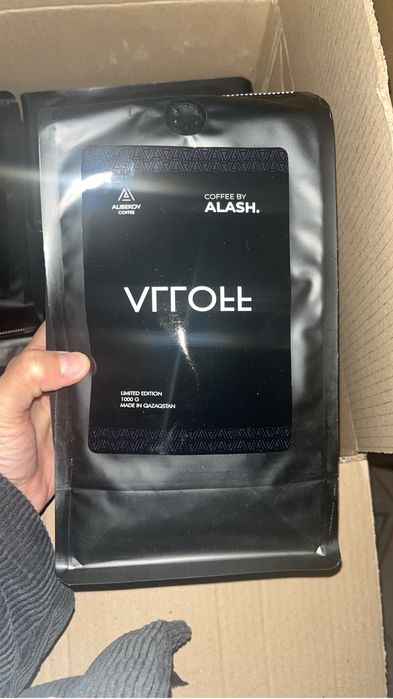 ALIBEKOV
COFFEE
COFFEE BY
ALASH.
VLLOFF
LIMITED EDITION
1000 G
MADE IN QAZAQSTAN